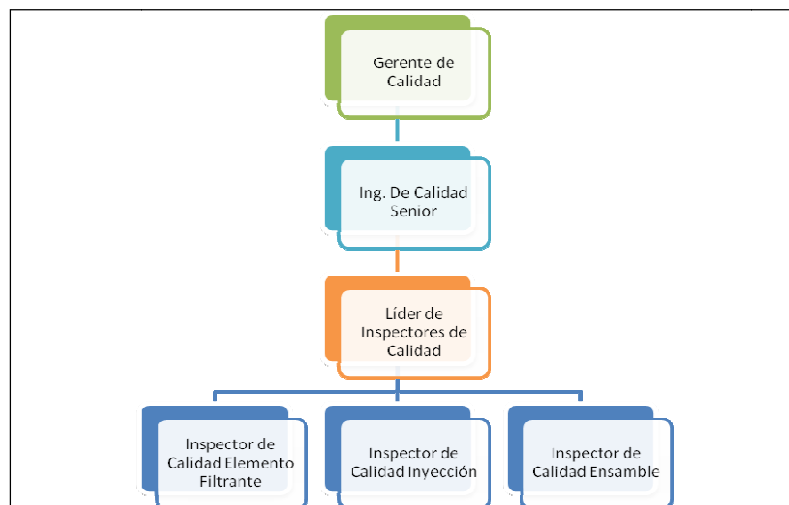 Gerente de
Calidad
Ing. De Calidad
Senior
Líder de
Inspectores de
Calidad
Inspector de
Calidad Elemento
Filtrante
Inspector de
Calidad Inyección
Inspector de
Calidad Ensamble